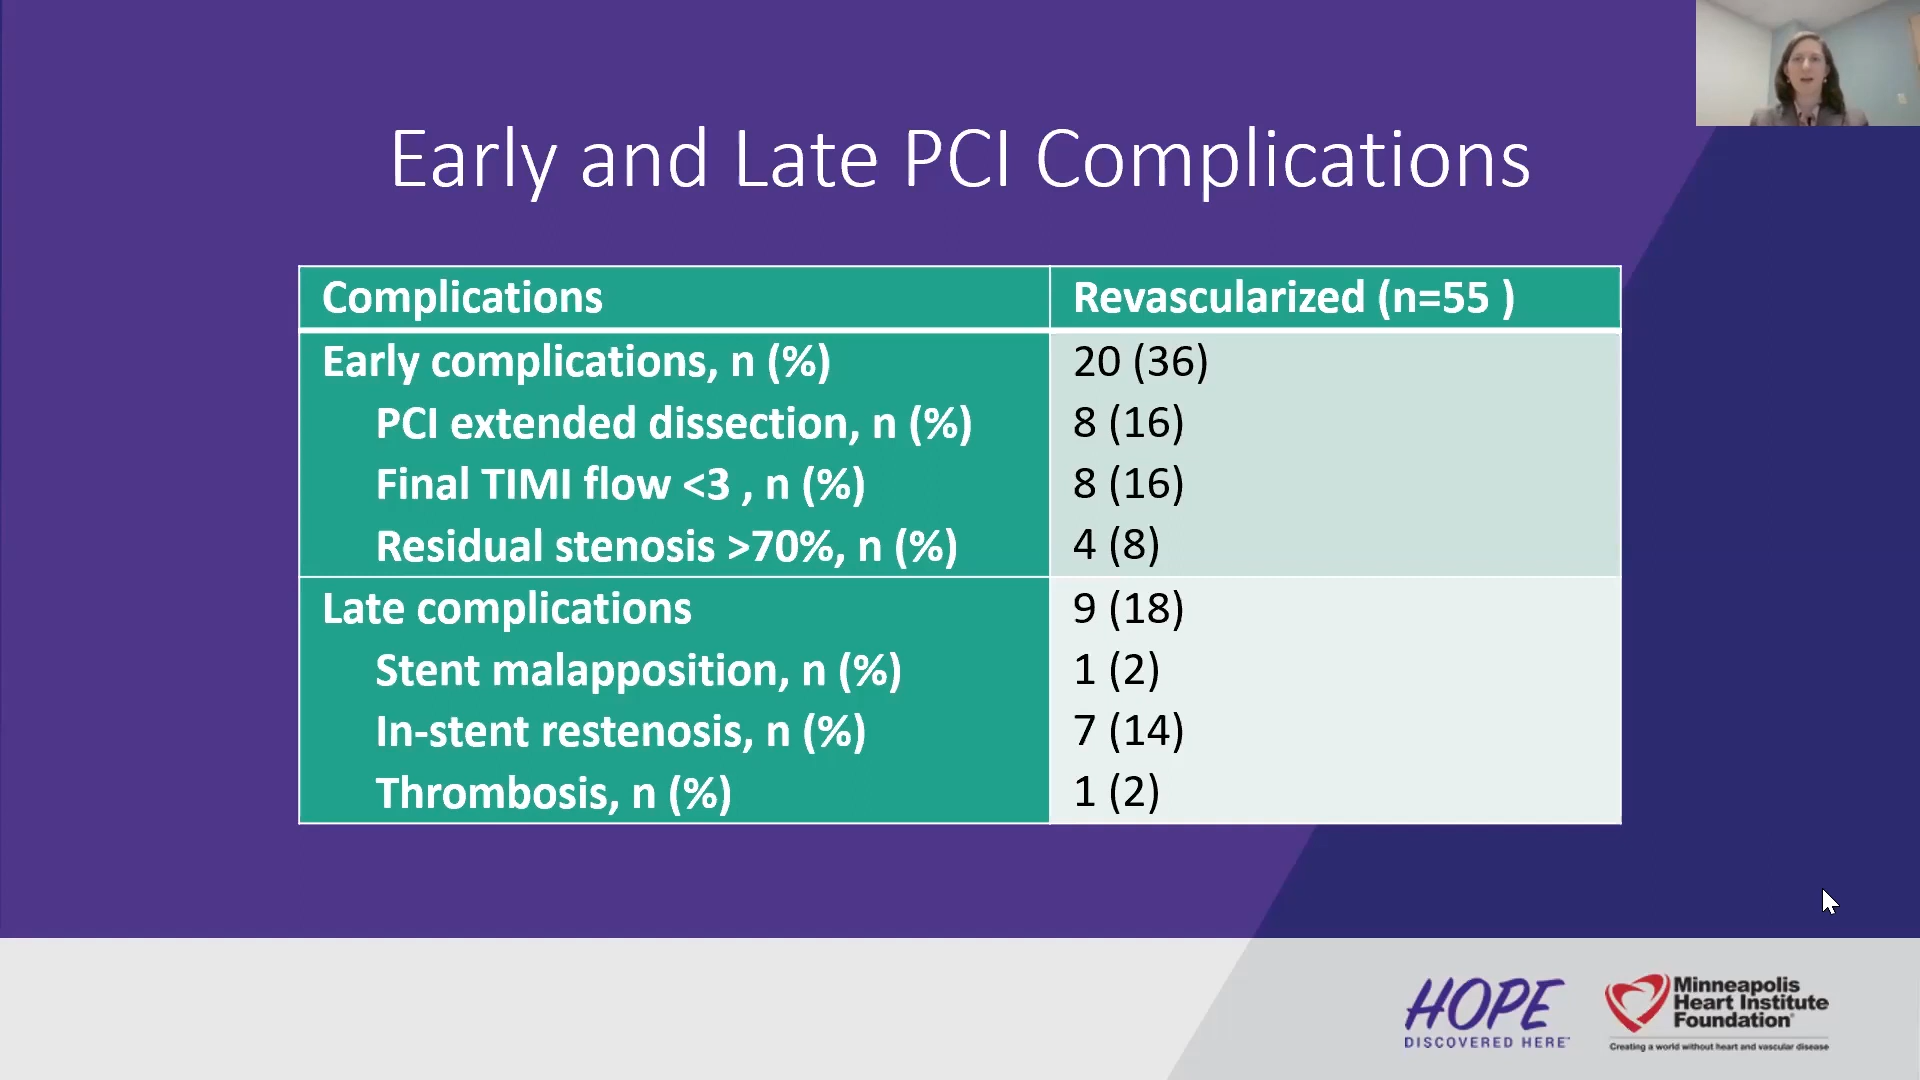 Early and Late PCI Complications
Complications Revascularized (n=55 )
Early complications, n (%) 20 (36)
PCI extended dissection, n (%) 8 (16)
Final TIMI flow <3 , n (%) 8 (16)
Residual stenosis >70%, n (%) 4 (8)
Late complications 9 (18)
Stent malapposition, n (%) 1 (2)
In-stent restenosis, n (%) 7 (14)
Thrombosis, n (%) 1 (2)
HOPE
DISCOVERED HERE™
Minneapolis
Heart Institute
Foundation®
Creating a world without heart and vascular disease